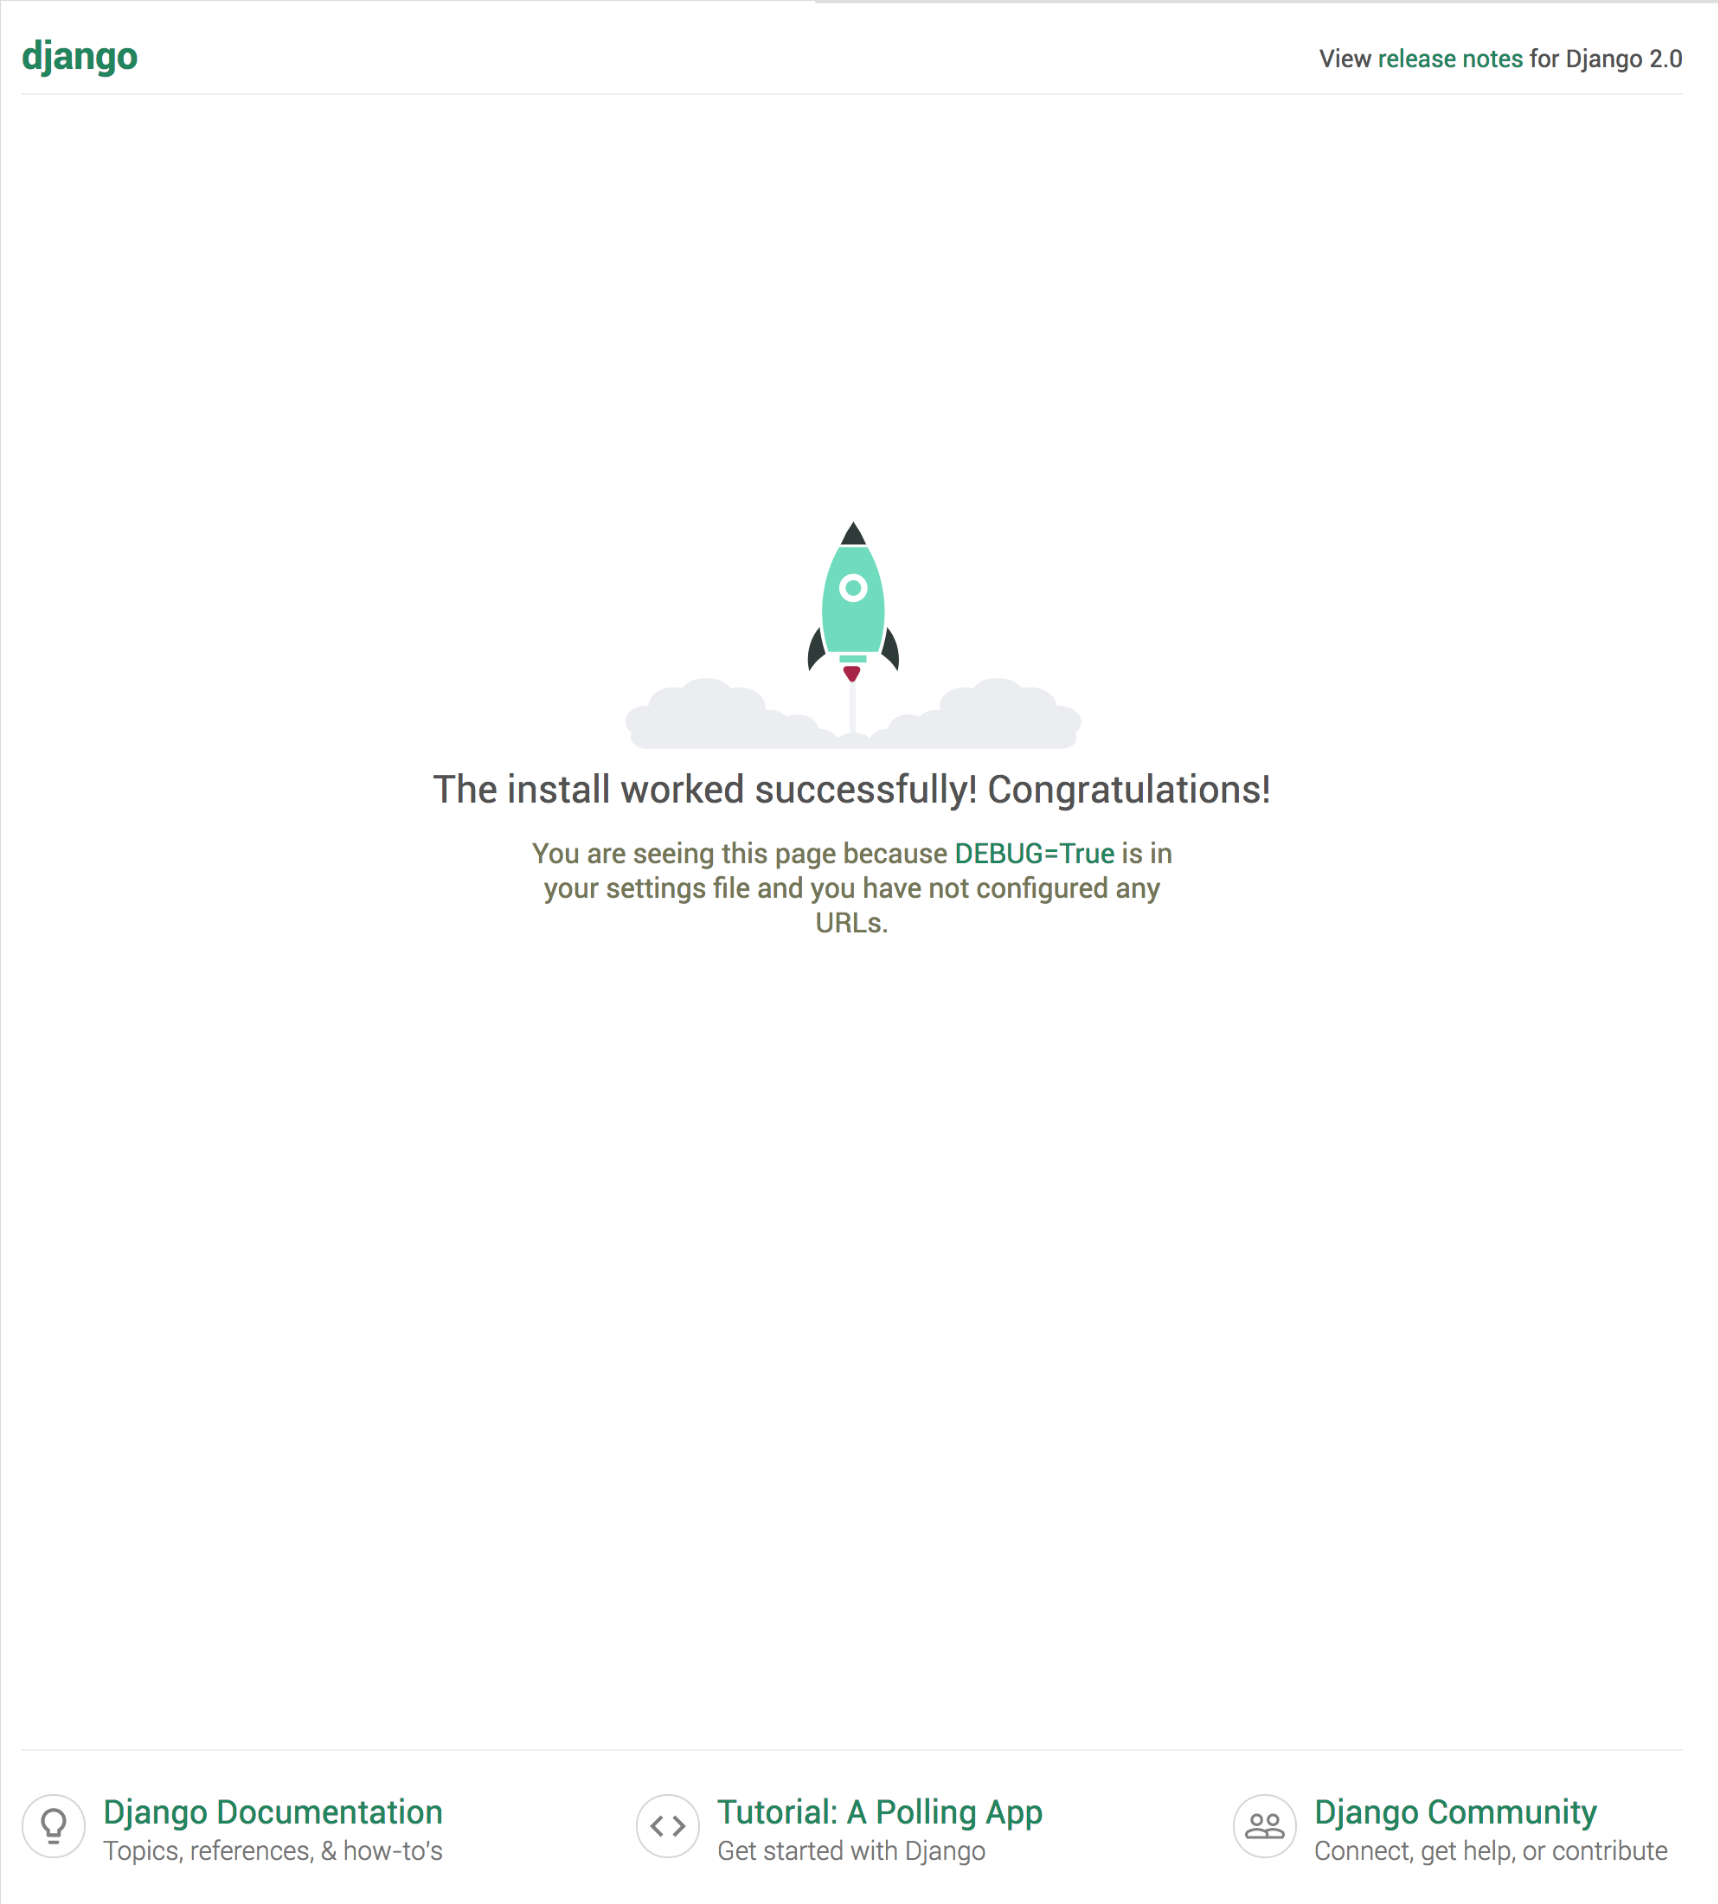 django
View release notes for Django 2.0
The install worked successfully! Congratulations!
You are seeing this page because DEBUG=True is in
your settings file and you have not configured any
URLs.
Django Documentation
Topics, references, & how-to's
Tutorial: A Polling App
Get started with Django
Django Community
Connect, get help, or contribute